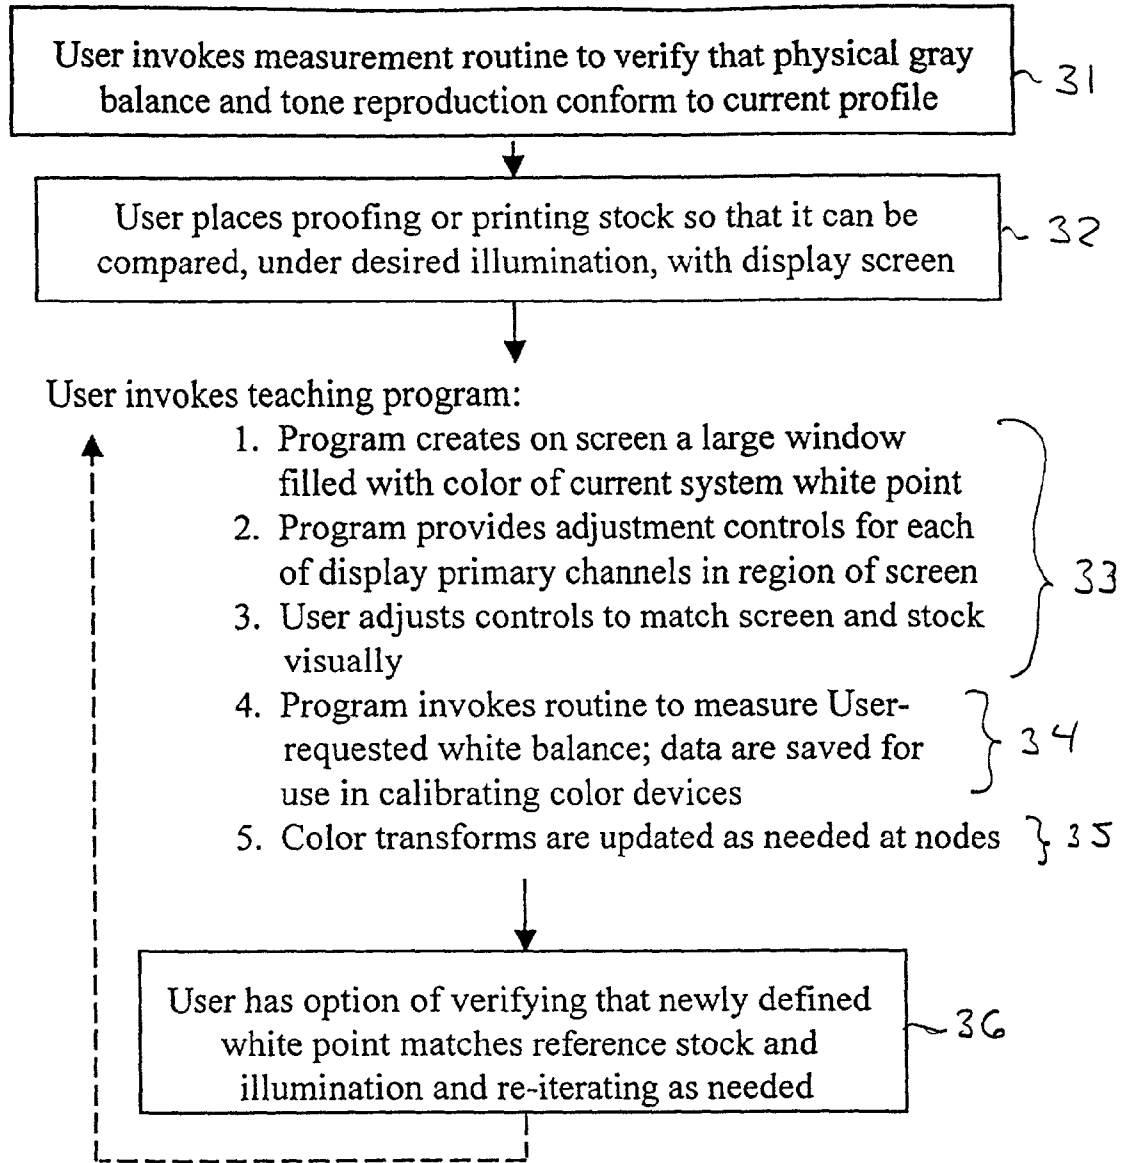 User invokes measurement routine to verify that physical gray
balance and tone reproduction conform to current profile
31
User places proofing or printing stock so that it can be
compared, under desired illumination, with display screen
32
User invokes teaching program:
1. Program creates on screen a large window
filled with color of current system white point
2. Program provides adjustment controls for each
of display primary channels in region of screen
3. User adjusts controls to match screen and stock
visually
33
4. Program invokes routine to measure User-
requested white balance; data are saved for
use in calibrating color devices
34
5. Color transforms are updated as needed at nodes
35
User has option of verifying that newly defined
white point matches reference stock and
illumination and re-iterating as needed
36